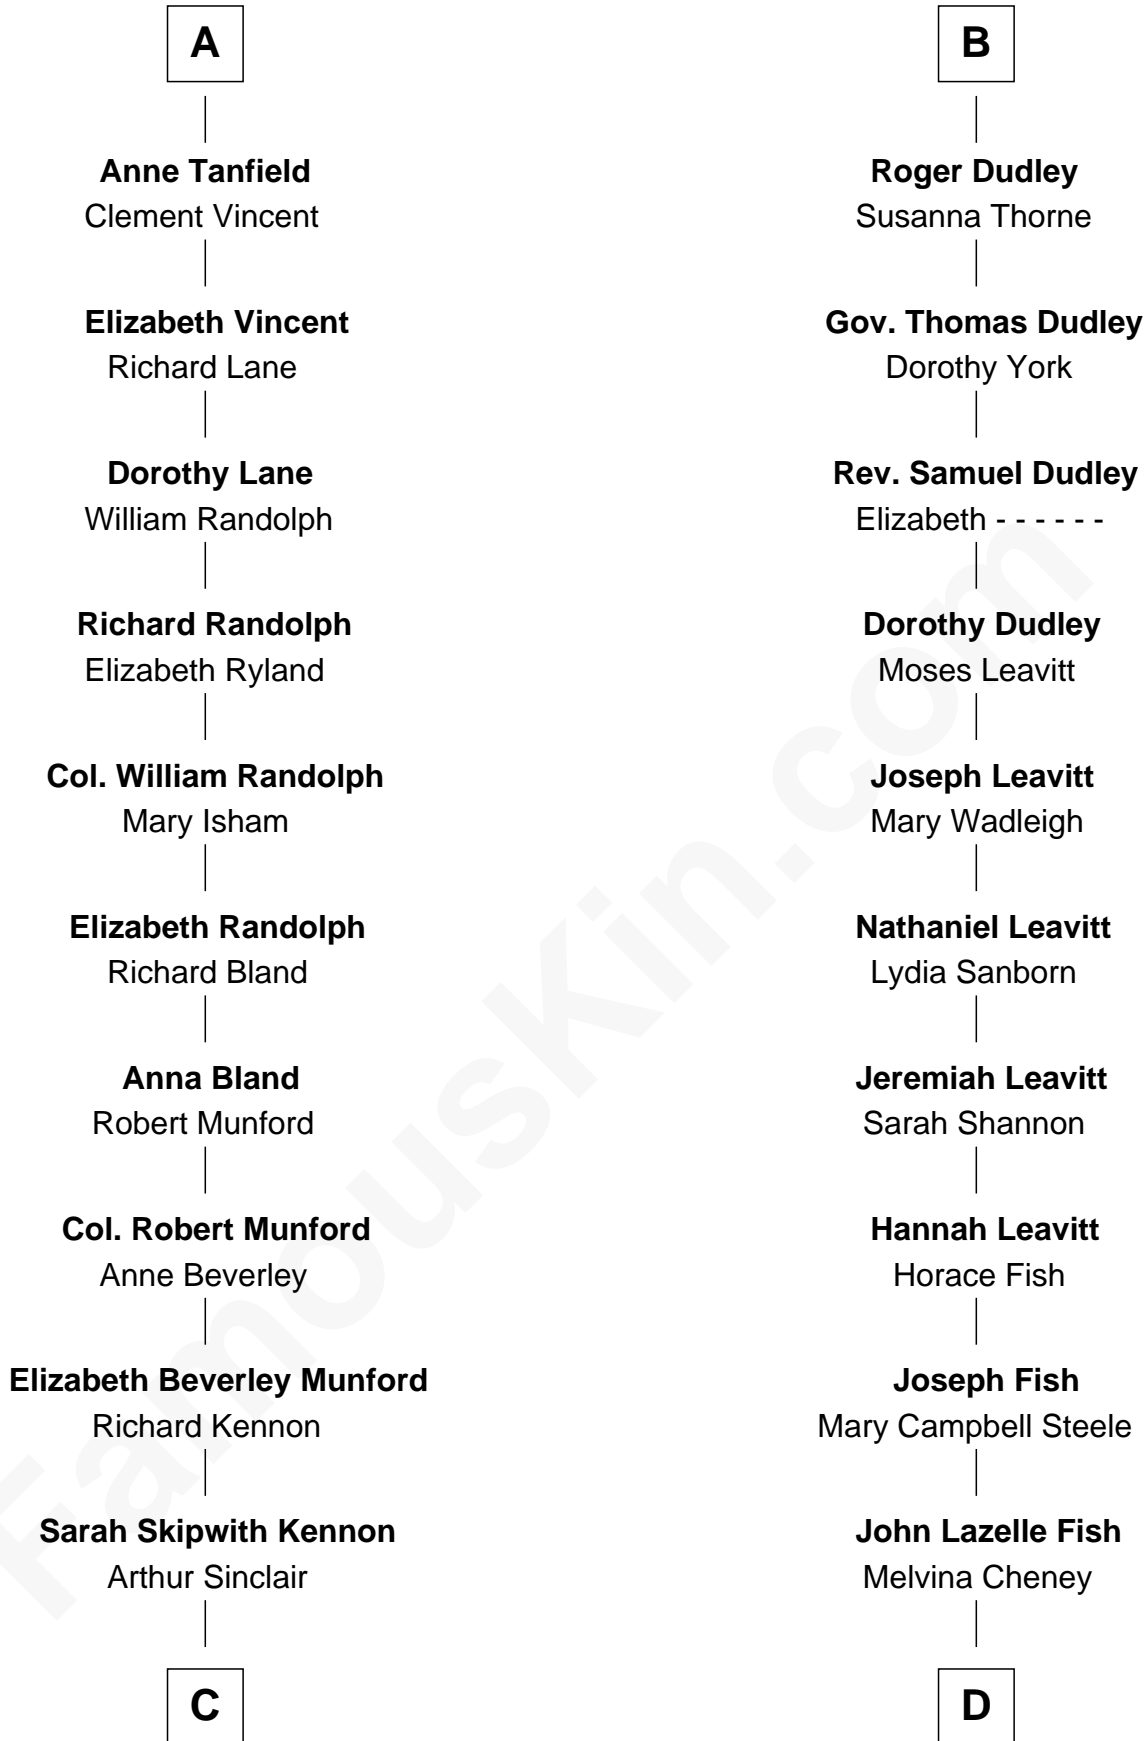 A
Anne Tanfield
Clement Vincent
Elizabeth Vincent
Richard Lane
Dorothy Lane
William Randolph
Richard Randolph
Elizabeth Ryland
Col. William Randolph
Mary Isham
Elizabeth Randolph
Richard Bland
Anna Bland
Robert Munford
Col. Robert Munford
Anne Beverley
Elizabeth Beverley Munford
Richard Kennon
Sarah Skipwith Kennon
Arthur Sinclair
C
B
Roger Dudley
Susanna Thorne
Gov. Thomas Dudley
Dorothy York
Rev. Samuel Dudley
Elizabeth - - - - - -
Dorothy Dudley
Moses Leavitt
Joseph Leavitt
Mary Wadleigh
Nathaniel Leavitt
Lydia Sanborn
Jeremiah Leavitt
Sarah Shannon
Hannah Leavitt
Horace Fish
Joseph Fish
Mary Campbell Steele
John Lazelle Fish
Melvina Cheney
D
FamousKin.com